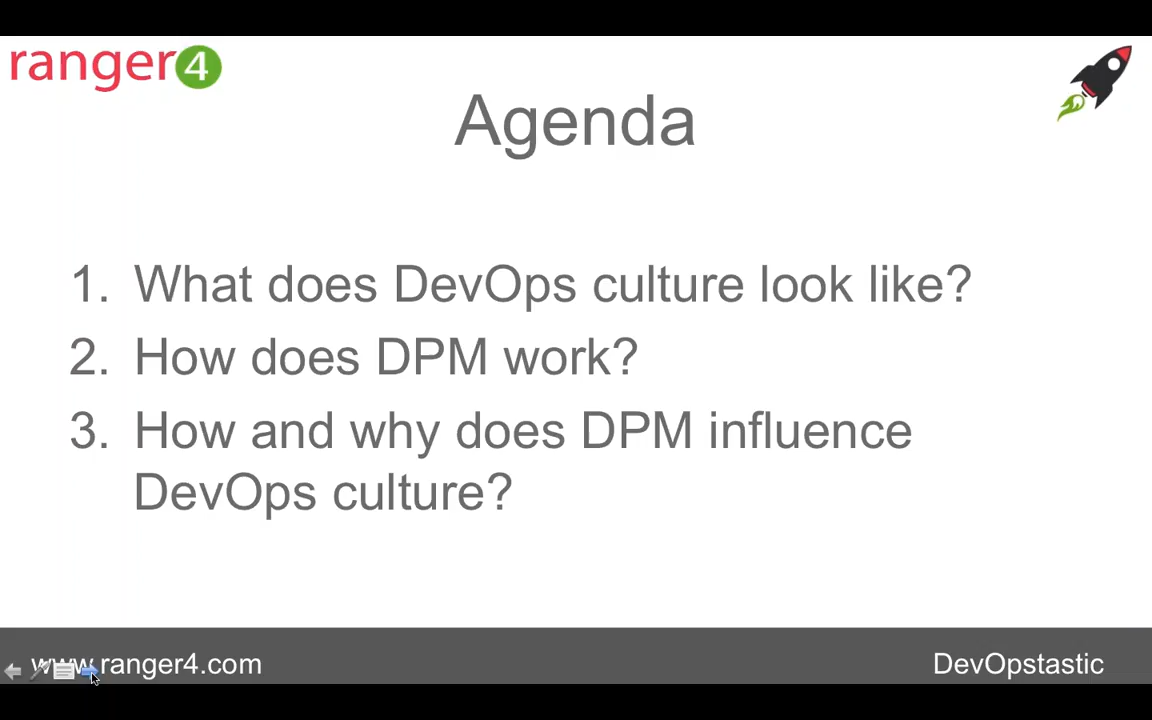 ranger4
Agenda
1. What does DevOps culture look like?
2. How does DPM work?
3. How and why does DPM influence
DevOps culture?
www.ranger4.com
DevOpstastic